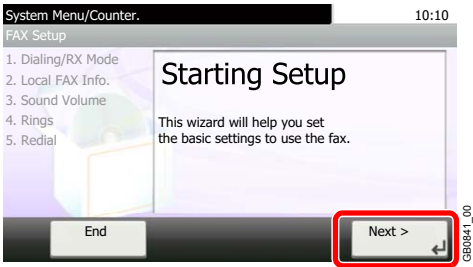 System Menu/Counter. 10:10
FAX Setup
1. Dialing/RX Mode
2. Local FAX Info.
3. Sound Volume
4. Rings
5. Redial
Starting Setup
This wizard will help you set
the basic settings to use the fax.
End
Next >
GB0841_00